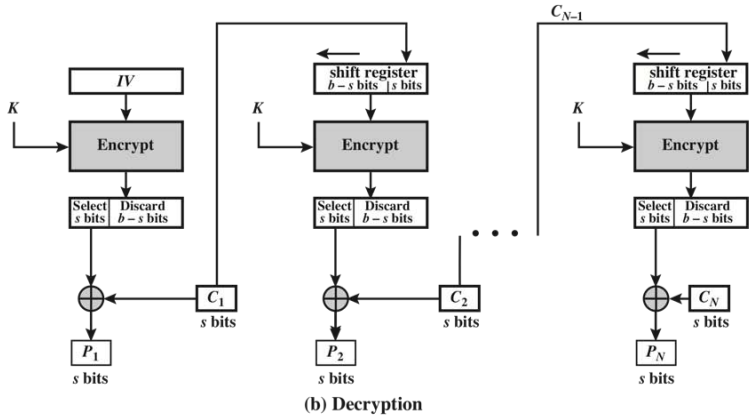 C_{N-1}
IV
shift register
b – s bits | s bits
shift register
b – s bits | s bits
K
K
K
Encrypt
Encrypt
Encrypt
Select Discard
s bits b – s bits
Select Discard
s bits b – s bits
Select Discard
s bits b – s bits
• • •
C_1
C_2
C_N
s bits
s bits
s bits
P_1
P_2
P_N
s bits
s bits
s bits
(b) Decryption